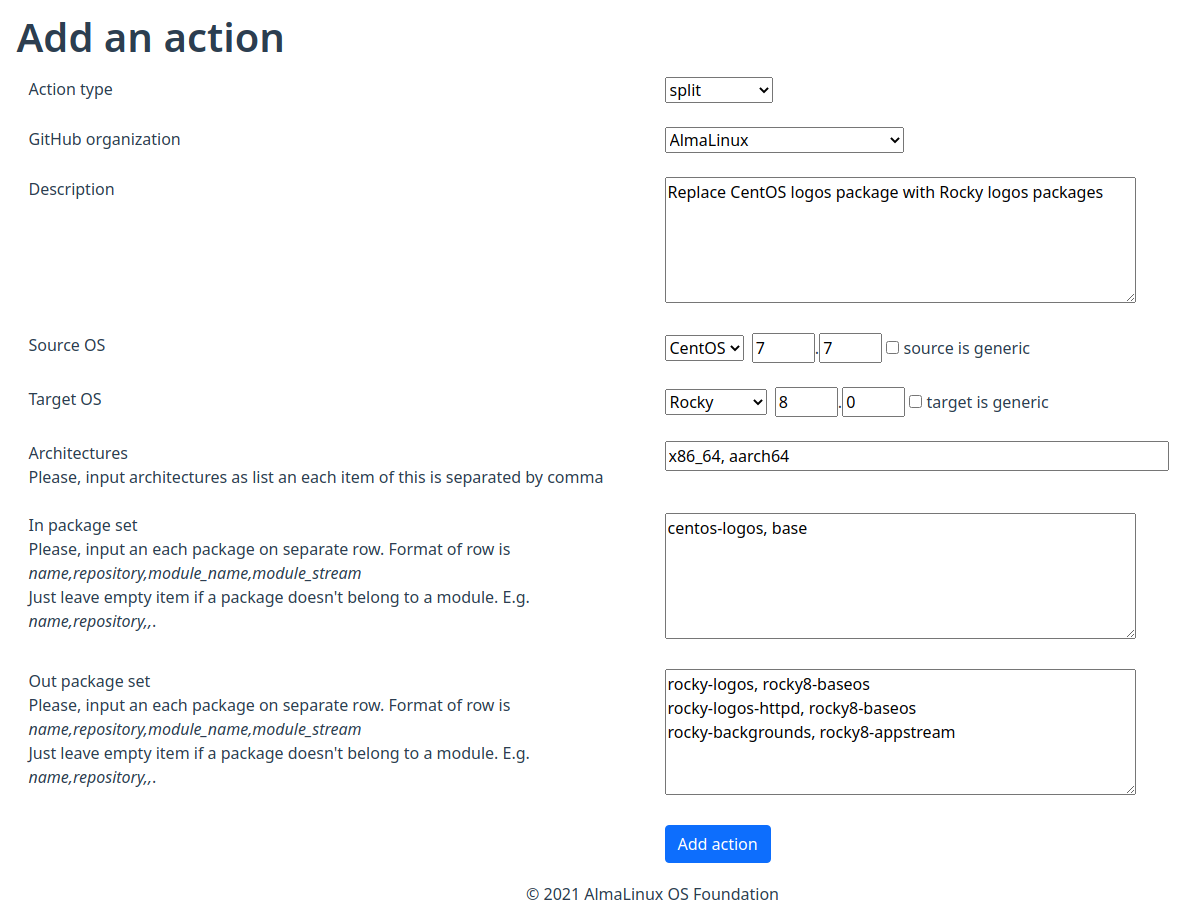 Add an action
Action type
split
GitHub organization
AlmaLinux
Description
Replace CentOS logos package with Rocky logos packages
Source OS
CentOS 7 . 7 source is generic
Target OS
Rocky 8 . 0 target is generic
Architectures
Please, input architectures as list an each item of this is separated by comma
x86_64, aarch64
In package set
Please, input an each package on separate row. Format of row is
name,repository,module_name,module_stream
Just leave empty item if a package doesn't belong to a module. E.g.
name,repository,,.
centos-logos, base
Out package set
Please, input an each package on separate row. Format of row is
name,repository,module_name,module_stream
Just leave empty item if a package doesn't belong to a module. E.g.
name,repository,,.
rocky-logos, rocky8-baseos
rocky-logos-httpd, rocky8-baseos
rocky-backgrounds, rocky8-appstream
Add action
© 2021 AlmaLinux OS Foundation